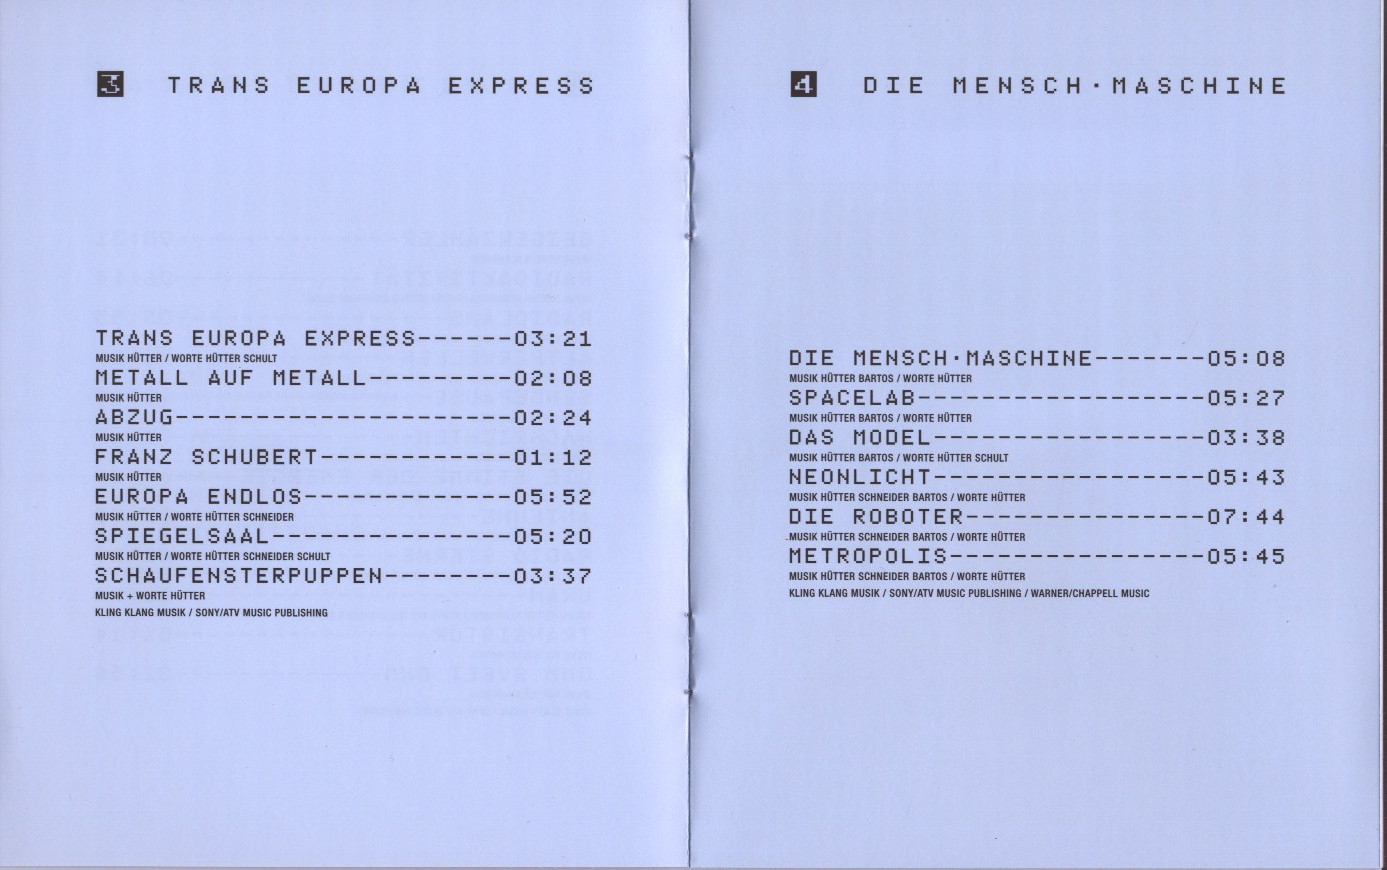 3 TRANS EUROPA EXPRESS
TRANS EUROPA EXPRESS------03:21
MUSIK HÜTTER / WORTE HÜTTER SCHULT
METALL AUF METALL---------02:08
MUSIK HÜTTER
ABZUG---------------------02:24
MUSIK HÜTTER
FRANZ SCHUBERT------------01:12
MUSIK HÜTTER
EUROPA ENDLOS-------------05:52
MUSIK HÜTTER / WORTE HÜTTER SCHNEIDER
SPIEGELSAAL---------------05:20
MUSIK HÜTTER / WORTE HÜTTER SCHNEIDER SCHULT
SCHAUFENSTERPUPPEN--------03:37
MUSIK + WORTE HÜTTER
KLING KLANG MUSIK / SONY/ATV MUSIC PUBLISHING
4 DIE MENSCH·MASCHINE
DIE MENSCH·MASCHINE-------05:08
MUSIK HÜTTER BARTOS / WORTE HÜTTER
SPACELAB------------------05:27
MUSIK HÜTTER BARTOS / WORTE HÜTTER
DAS MODEL-----------------03:38
MUSIK HÜTTER BARTOS / WORTE HÜTTER SCHULT
NEONLICHT-----------------05:43
MUSIK HÜTTER SCHNEIDER BARTOS / WORTE HÜTTER
DIE ROBOTER---------------07:44
MUSIK HÜTTER SCHNEIDER BARTOS / WORTE HÜTTER
METROPOLIS----------------05:45
MUSIK HÜTTER SCHNEIDER BARTOS / WORTE HÜTTER
KLING KLANG MUSIK / SONY/ATV MUSIC PUBLISHING / WARNER/CHAPPELL MUSIC